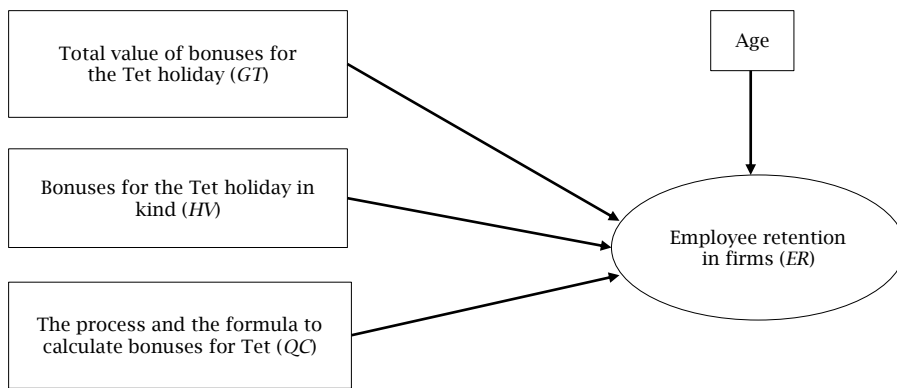 Total value of bonuses for
the Tet holiday (GT)
Age
Bonuses for the Tet holiday in
kind (HV)
Employee retention
in firms (ER)
The process and the formula to
calculate bonuses for Tet (QC)